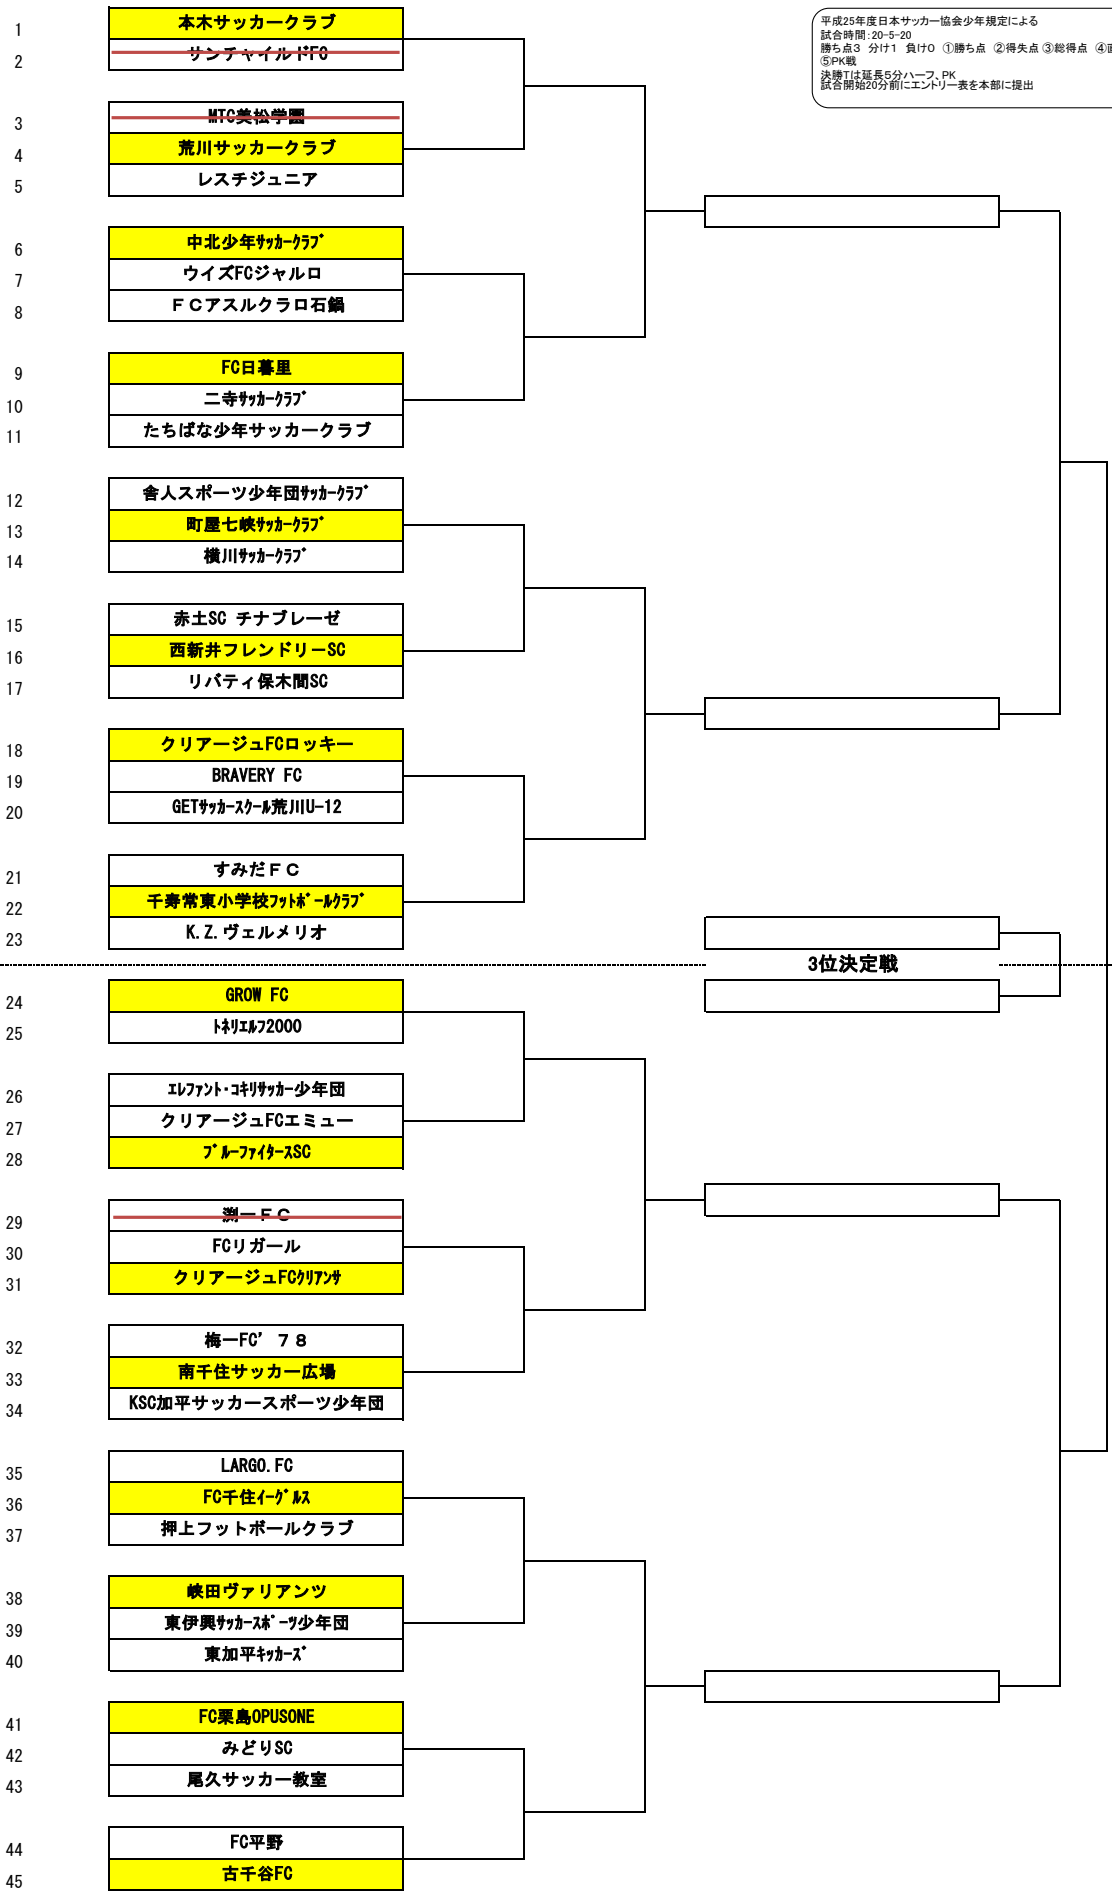 平成25年度日本サッカー協会少年規定による
試合時間:20-5-20
勝ち点3 分け1 負け0 ①勝ち点 ②得失点 ③総得点 ④
⑤PK戦
決勝Tは延長5分ハーフ、PK
試合開始20分前にエントリー表を本部に提出
1 本木サッカークラブ
2 サンチャイルドFC
3 MTC美松学園
4 荒川サッカークラブ
5 レスチジュニア
6 中北少年ｻｯｶｰｸﾗﾌﾞ
7 ウイズFCジャルロ
8 ＦＣアスルクラロ石鍋
9 FC日暮里
10 二寺ｻｯｶｰｸﾗﾌﾞ
11 たちばな少年サッカークラブ
12 舎人スポーツ少年団ｻｯｶｰｸﾗﾌﾞ
13 町屋七峡ｻｯｶｰｸﾗﾌﾞ
14 横川ｻｯｶｰｸﾗﾌﾞ
15 赤土SC チナブレーゼ
16 西新井フレンドリーSC
17 リバティ保木間SC
18 クリアージュFCロッキー
19 BRAVERY FC
20 GETｻｯｶｰｽｸｰﾙ荒川U-12
21 すみだＦＣ
22 千寿常東小学校ﾌｯﾄﾎﾞｰﾙｸﾗﾌﾞ
23 K.Z.ヴェルメリオ
3位決定戦
24 GROW FC
25 ﾄﾈﾘｴﾙﾌ2000
26 ｴﾚﾌｧﾝﾄ･ｺｷﾘｻｯｶｰ少年団
27 クリアージュFCエミュー
28 ﾌﾞﾙｰﾌｧｲﾀｰｽSC
29 渕一ＦＣ
30 FCリガール
31 クリアージュFCｸﾘｱﾝｻ
32 梅一FC’７８
33 南千住サッカー広場
34 KSC加平サッカースポーツ少年団
35 LARGO.FC
36 FC千住ｲｰｸﾞﾙｽ
37 押上フットボールクラブ
38 峡田ヴァリアンツ
39 東伊興ｻｯｶｰｽﾎﾟｰﾂ少年団
40 東加平ｷｯｶｰｽﾞ
41 FC栗島OPUSONE
42 みどりSC
43 尾久サッカー教室
44 FC平野
45 古千谷FC